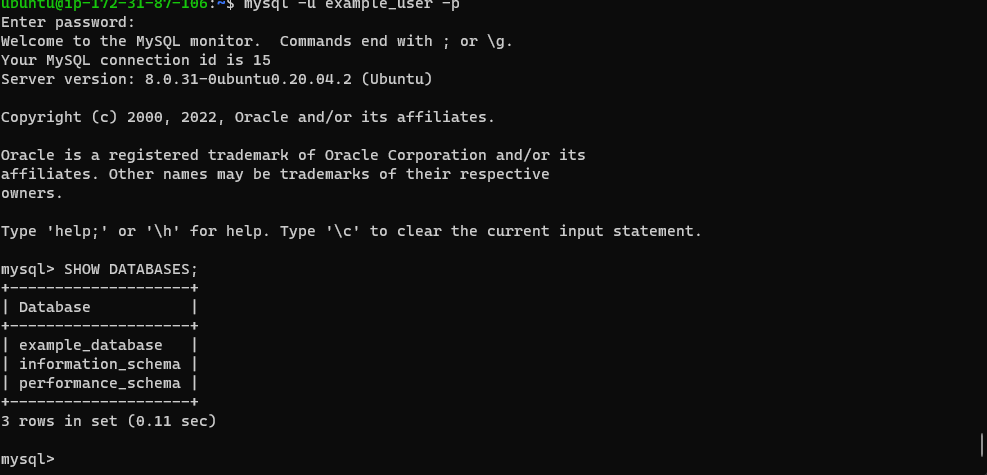 ubuntu@ip-172-31-87-106:~$ mysql -u example_user -p
Enter password:
Welcome to the MySQL monitor.  Commands end with ; or \g.
Your MySQL connection id is 15
Server version: 8.0.31-0ubuntu0.20.04.2 (Ubuntu)
Copyright (c) 2000, 2022, Oracle and/or its affiliates.
Oracle is a registered trademark of Oracle Corporation and/or its
affiliates. Other names may be trademarks of their respective
owners.
Type 'help;' or '\h' for help. Type '\c' to clear the current input statement.
mysql> SHOW DATABASES;
+--------------------+
| Database           |
+--------------------+
| example_database   |
| information_schema |
| performance_schema |
+--------------------+
3 rows in set (0.11 sec)
mysql>